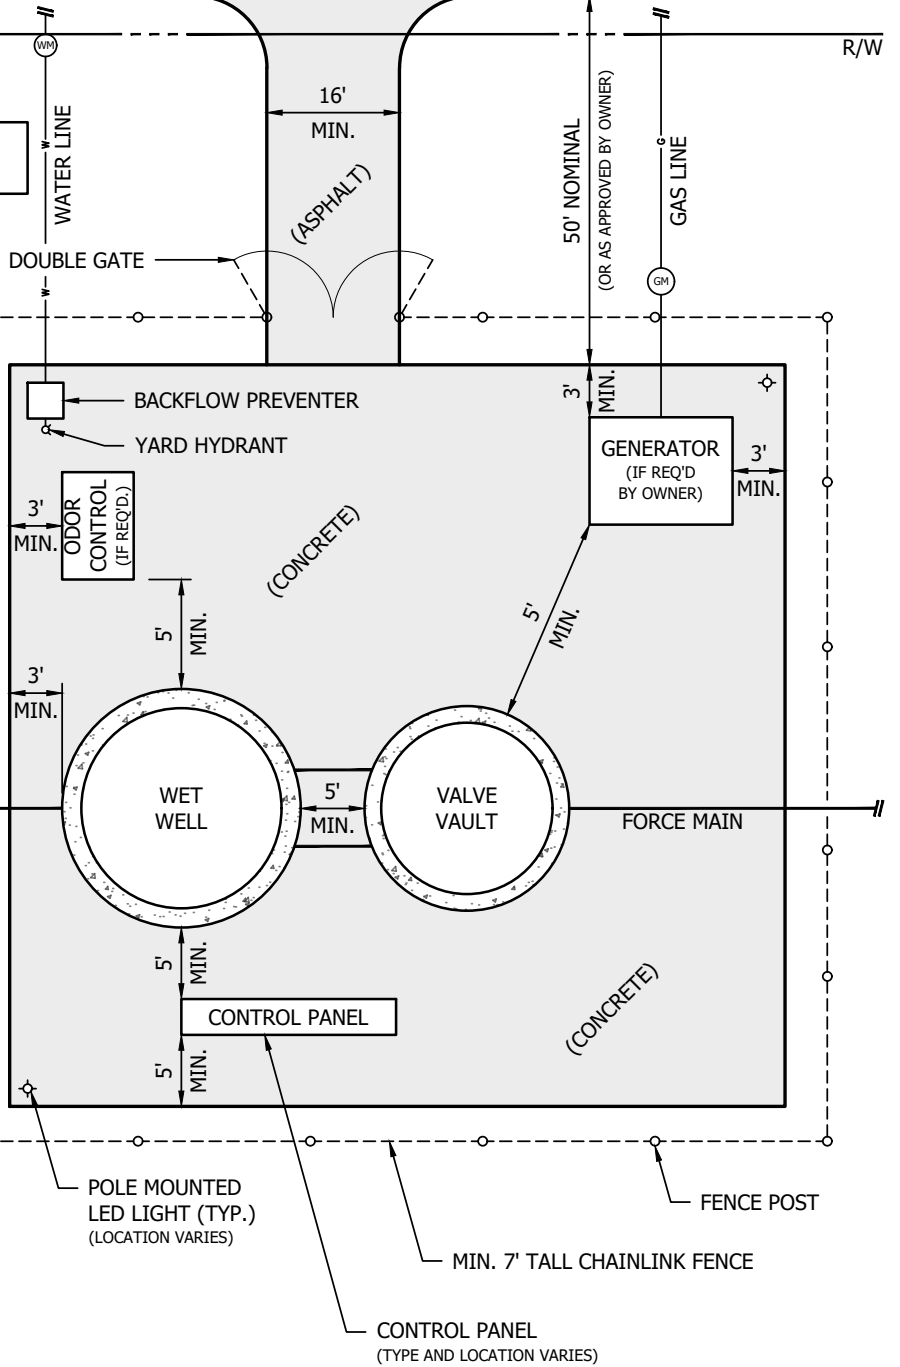 WM
R/W
16'
MIN.
WATER LINE
W
W
(ASPHALT)
50' NOMINAL
(OR AS APPROVED BY OWNER)
G
GAS LINE
GM
DOUBLE GATE
BACKFLOW PREVENTER
YARD HYDRANT
3'
MIN.
GENERATOR
(IF REQ'D
BY OWNER)
3'
MIN.
3'
MIN.
ODOR
CONTROL
(IF REQ'D.)
(CONCRETE)
5'
MIN.
5'
MIN.
3'
MIN.
WET
WELL
5'
MIN.
VALVE
VAULT
FORCE MAIN
5'
MIN.
CONTROL PANEL
(CONCRETE)
5'
MIN.
POLE MOUNTED
LED LIGHT (TYP.)
(LOCATION VARIES)
FENCE POST
MIN. 7' TALL CHAINLINK FENCE
CONTROL PANEL
(TYPE AND LOCATION VARIES)